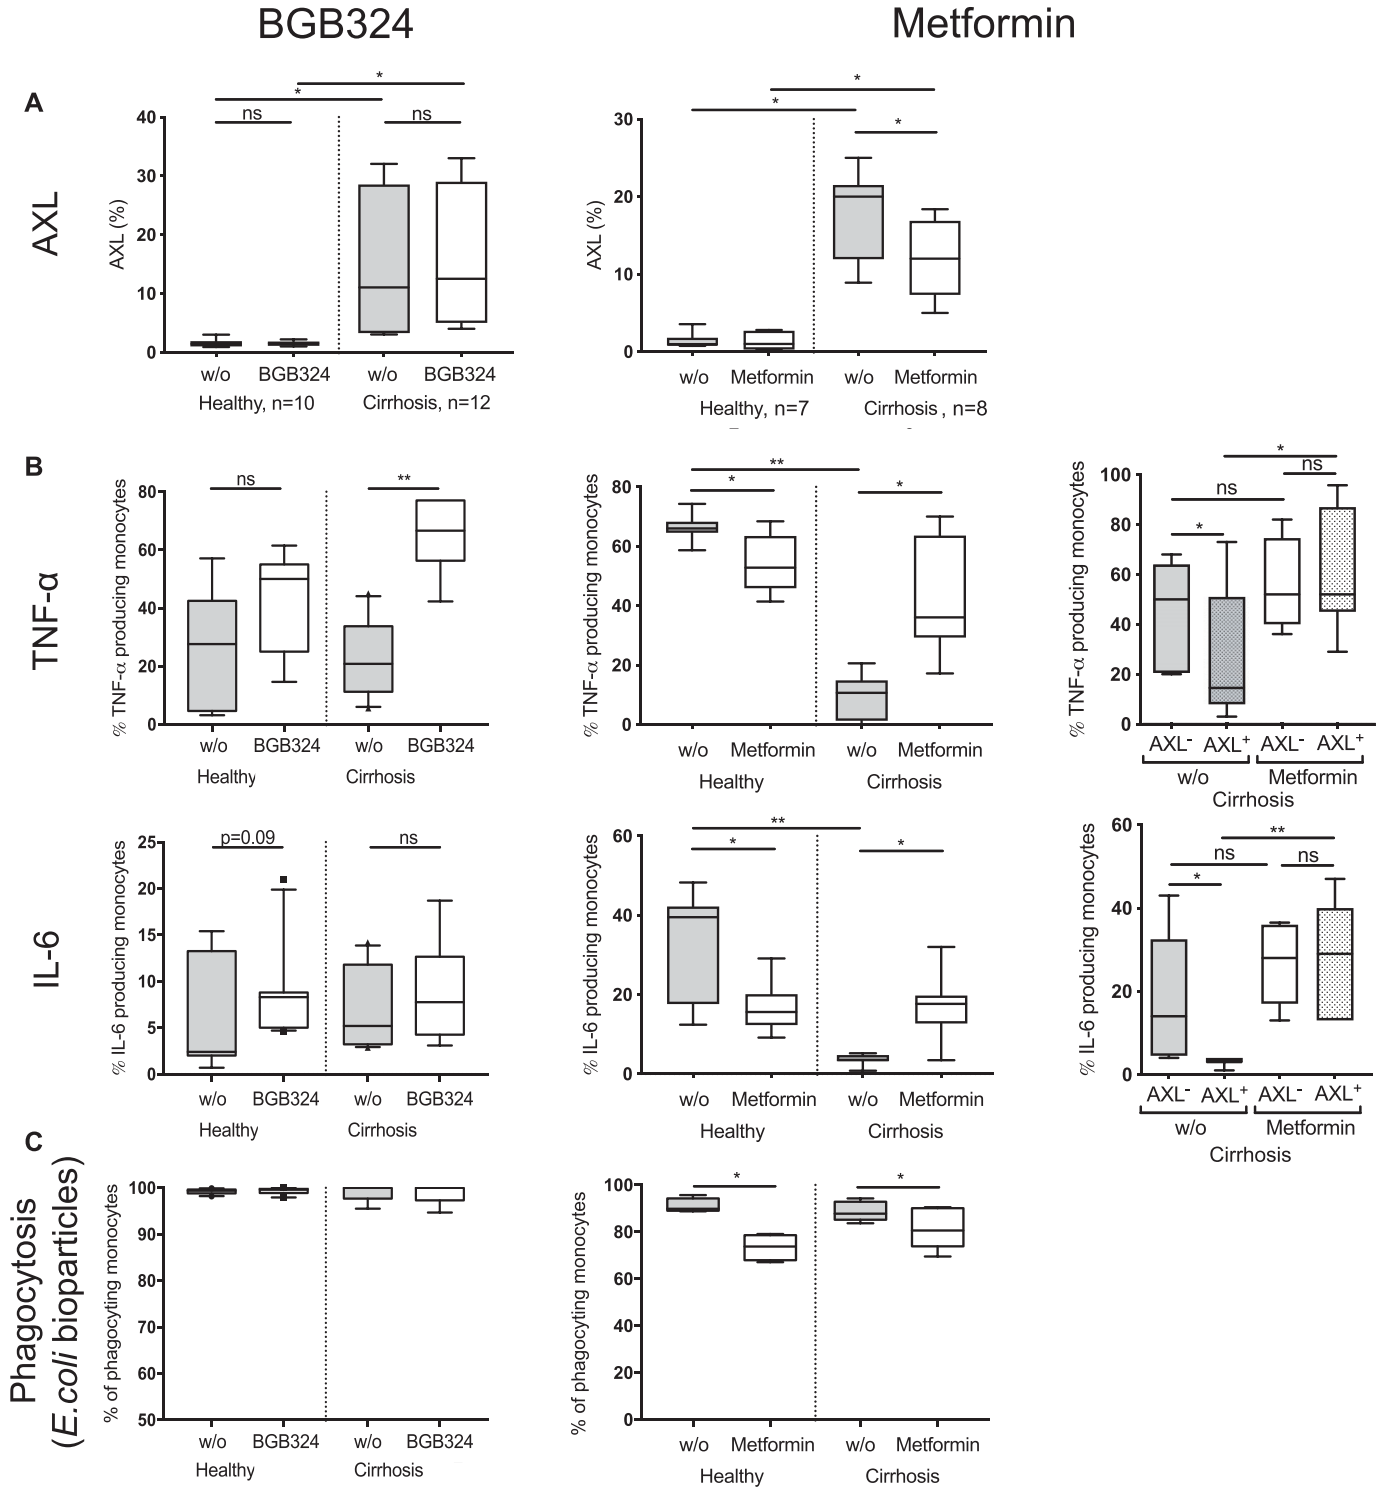 BGB324
Metformin
A
AXL
AXL (%)
40
30
20
10
0
*
*
ns
ns
w/o
BGB324
w/o
BGB324
Healthy, n=10
Cirrhosis, n=12
AXL (%)
30
20
10
0
*
*
*
w/o
Metformin
w/o
Metformin
Healthy, n=7
Cirrhosis , n=8
B
TNF-α
% TNF-α producing monocytes
80
60
40
20
0
ns
**
w/o
BGB324
w/o
BGB324
Healthy
Cirrhosis
% TNF-α producing monocytes
80
60
40
20
0
**
*
*
w/o
Metformin
w/o
Metformin
Healthy
Cirrhosis
% TNF-α producing monocytes
100
80
60
40
20
0
*
ns
ns
*
AXL-
AXL+
AXL-
AXL+
w/o
Metformin
Cirrhosis
IL-6
% IL-6 producing monocytes
25
20
15
10
5
0
p=0.09
ns
w/o
BGB324
w/o
BGB324
Healthy
Cirrhosis
% IL-6 producing monocytes
60
40
20
0
**
*
*
w/o
Metformin
w/o
Metformin
Healthy
Cirrhosis
% IL-6 producing monocytes
60
40
20
0
**
ns
ns
*
AXL-
AXL+
AXL-
AXL+
w/o
Metformin
Cirrhosis
C
Phagocytosis
(E.coli bioparticles)
% of phagocyting monocytes
100
90
80
70
60
50
w/o
BGB324
w/o
BGB324
Healthy
Cirrhosis
% of phagocyting monocytes
100
80
60
40
20
0
*
*
w/o
Metformin
w/o
Metformin
Healthy
Cirrhosis